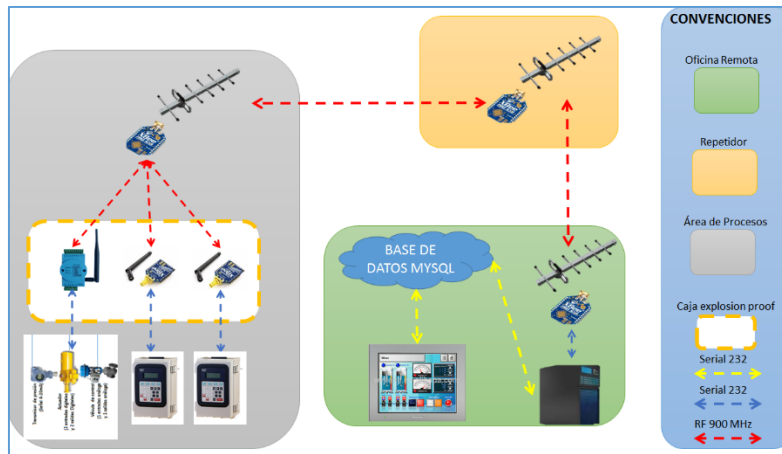 CONVENCIONES
Oficina Remota
Repetidor
Área de Procesos
Caja explosion proof
Serial 232
Serial 232
RF 900 MHz
BASE DE
DATOS MYSQL